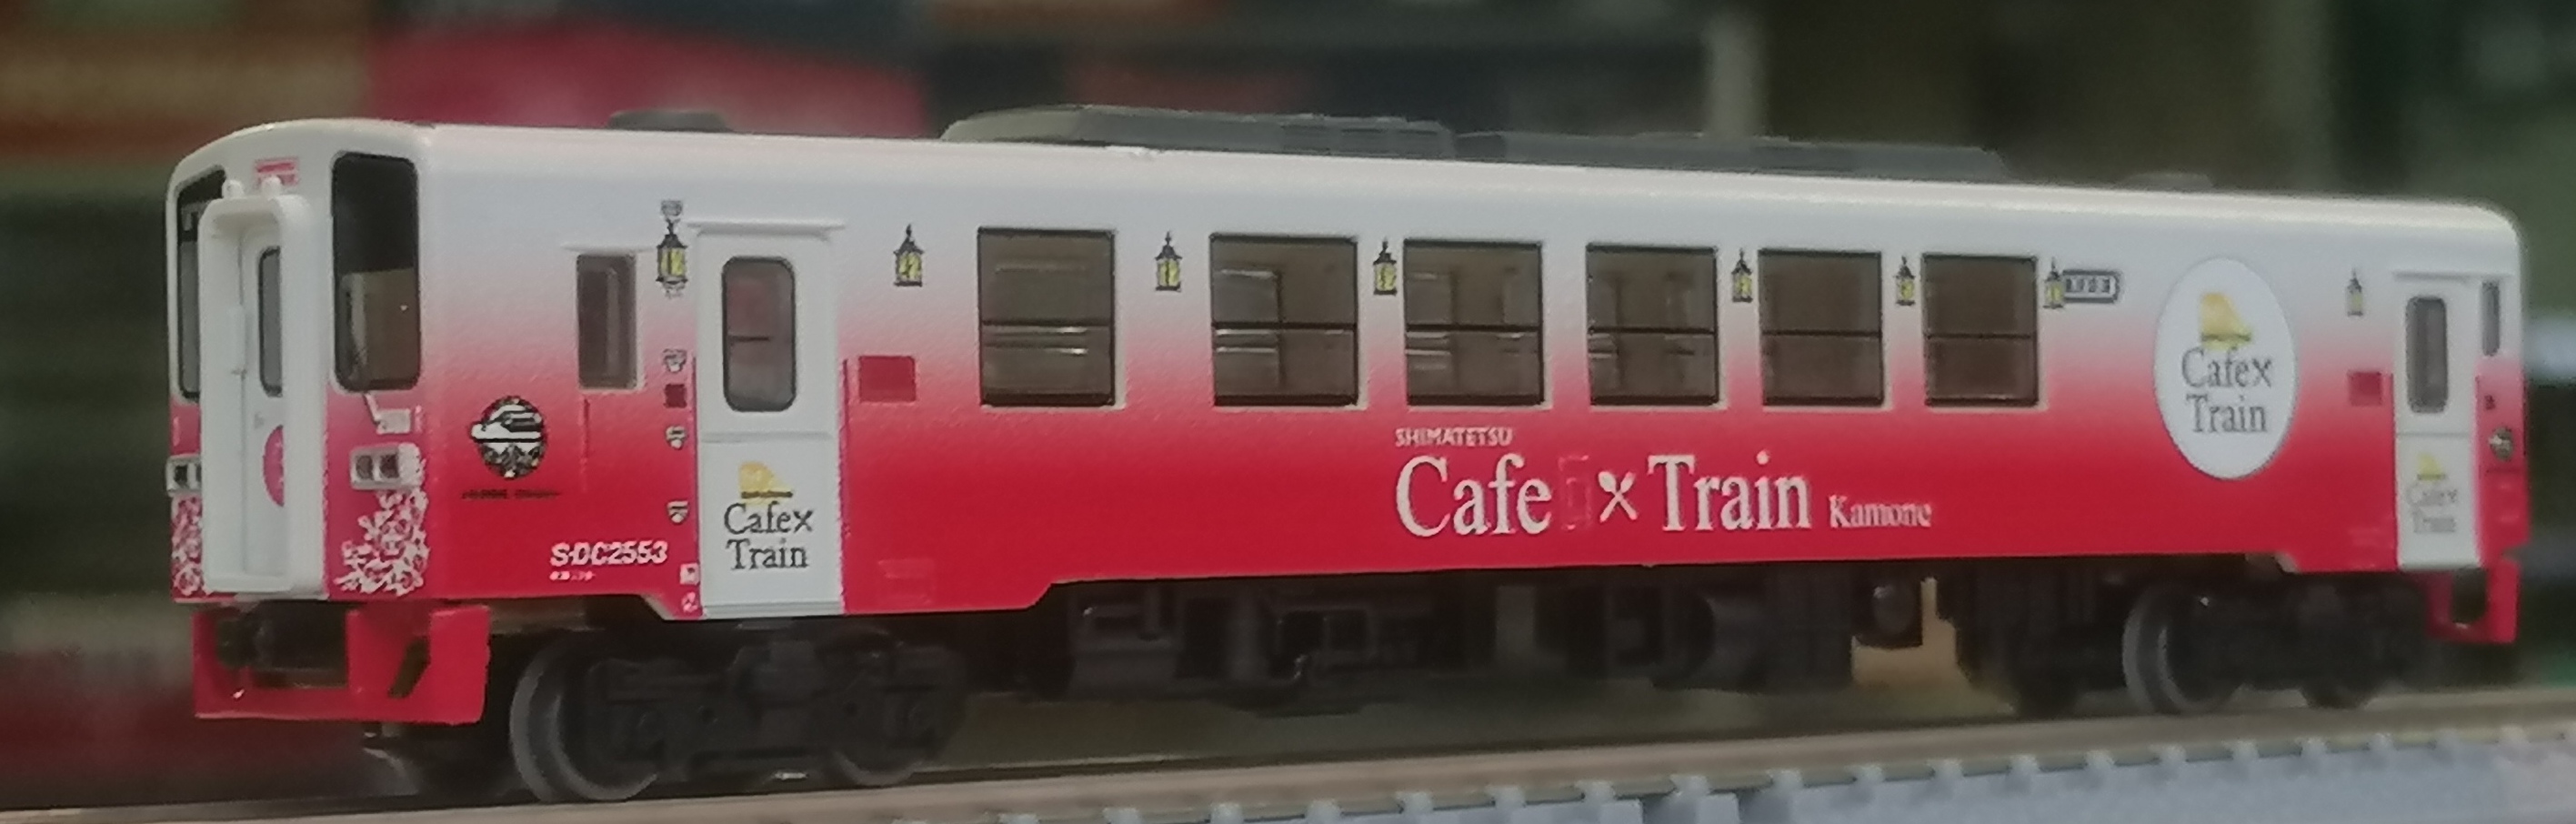 SHIMATETSU
Cafe × Train Kamone
Cafe×
Train
S·DC2553
Cafe×
Train
Cafe×
Train